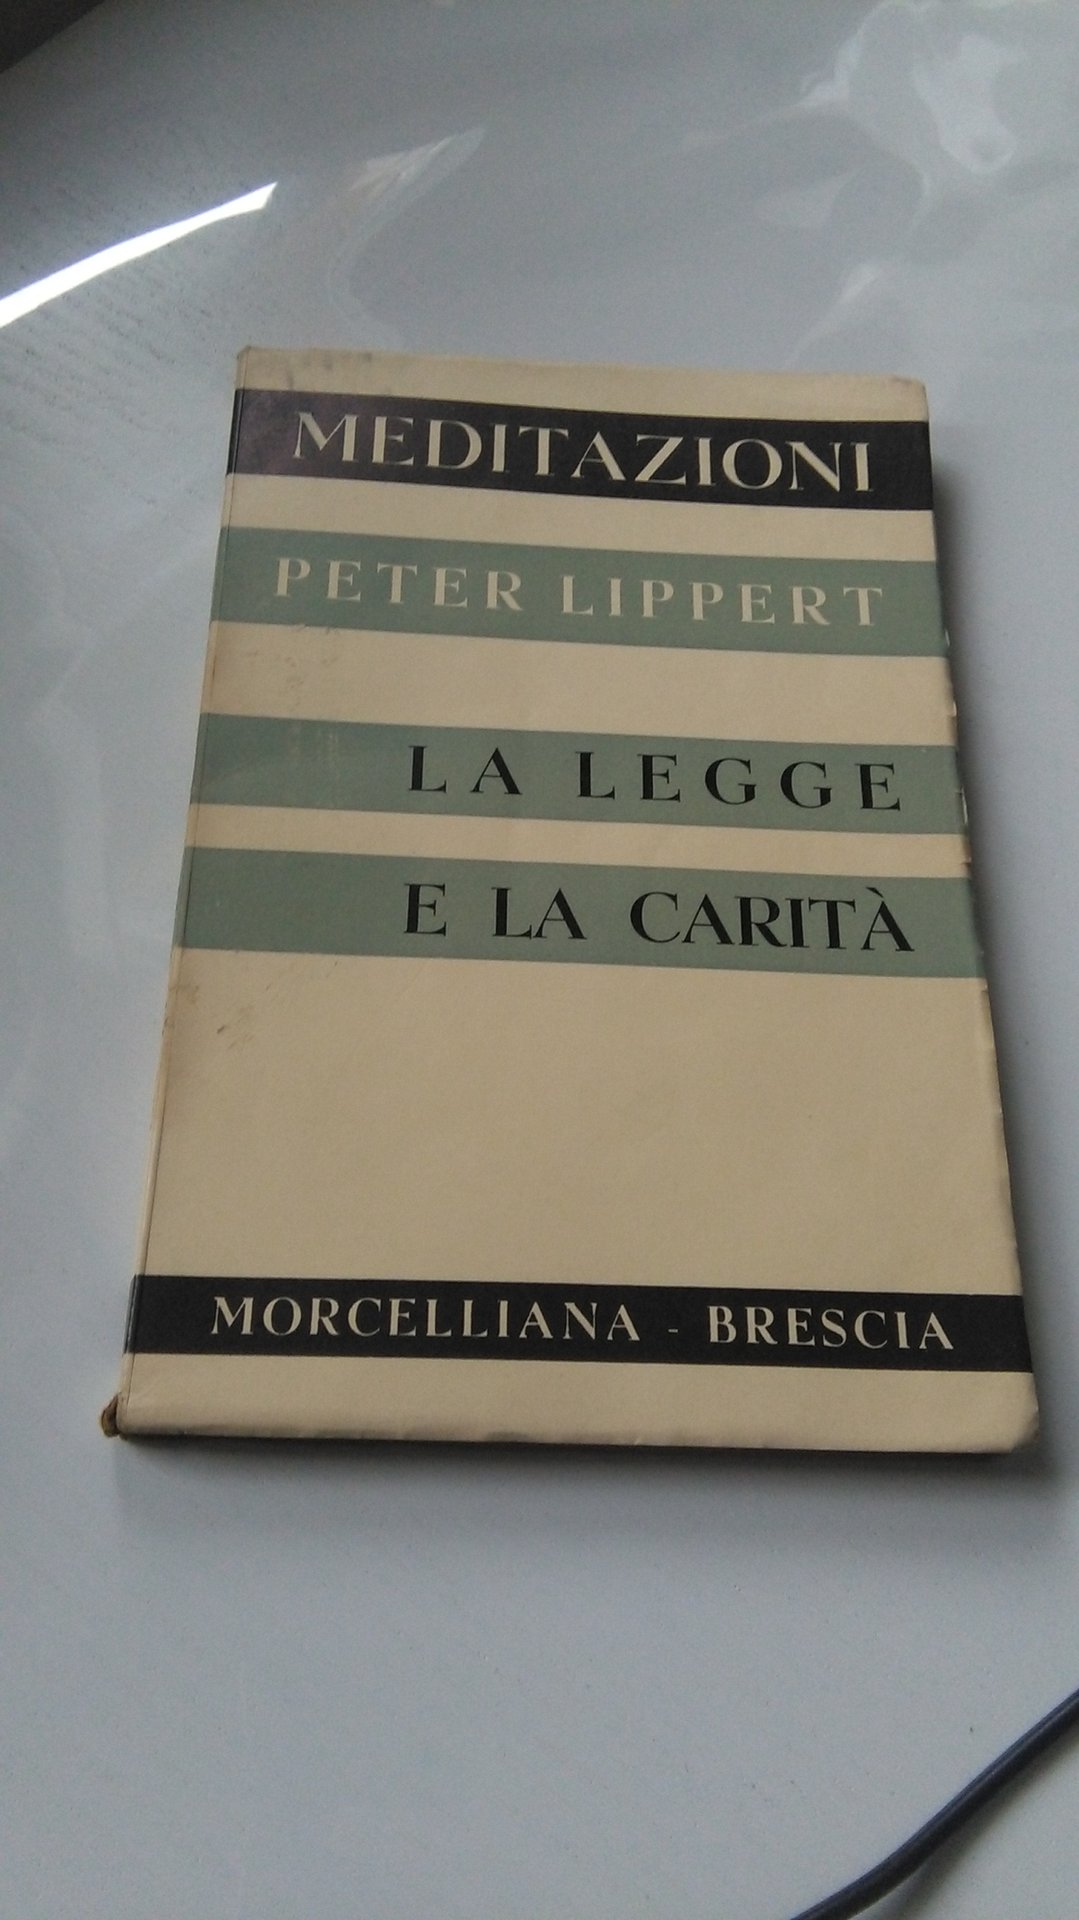 MEDITAZIONI
PETER LIPPERT
LA LEGGE
E LA CARITÀ
MORCELLIANA - BRESCIA